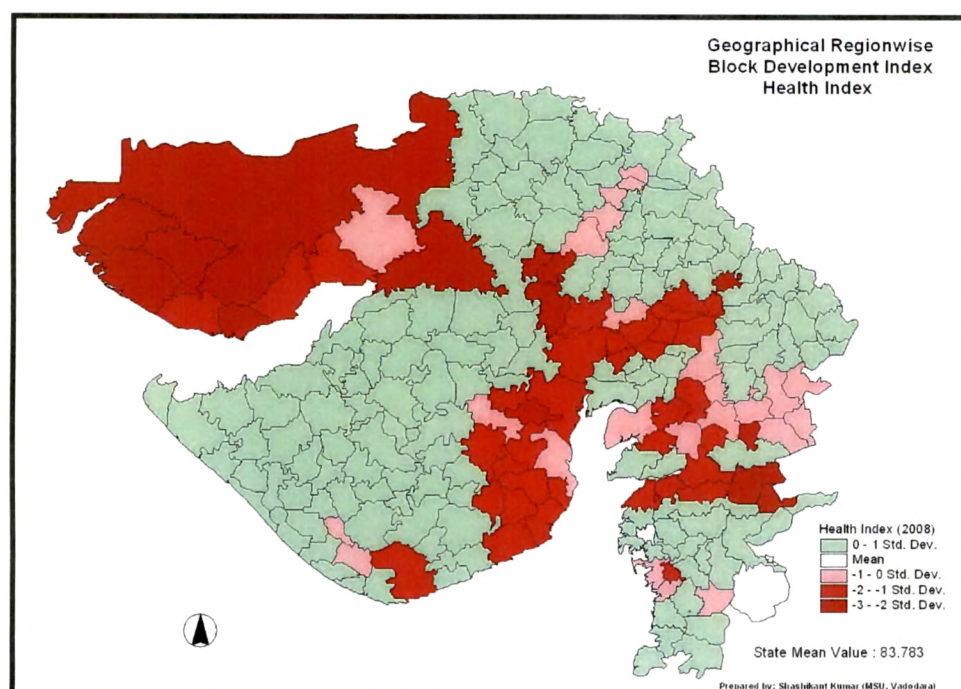 Geographical Regionwise
Block Development Index
Health Index
Health Index (2008)
0 - 1 Std. Dev.
Mean
-1 - 0 Std. Dev.
-2 - -1 Std. Dev.
-3 - -2 Std. Dev.
State Mean Value : 83.783
Prepared by: Shashikant Kumar (MSU, Vadodara)